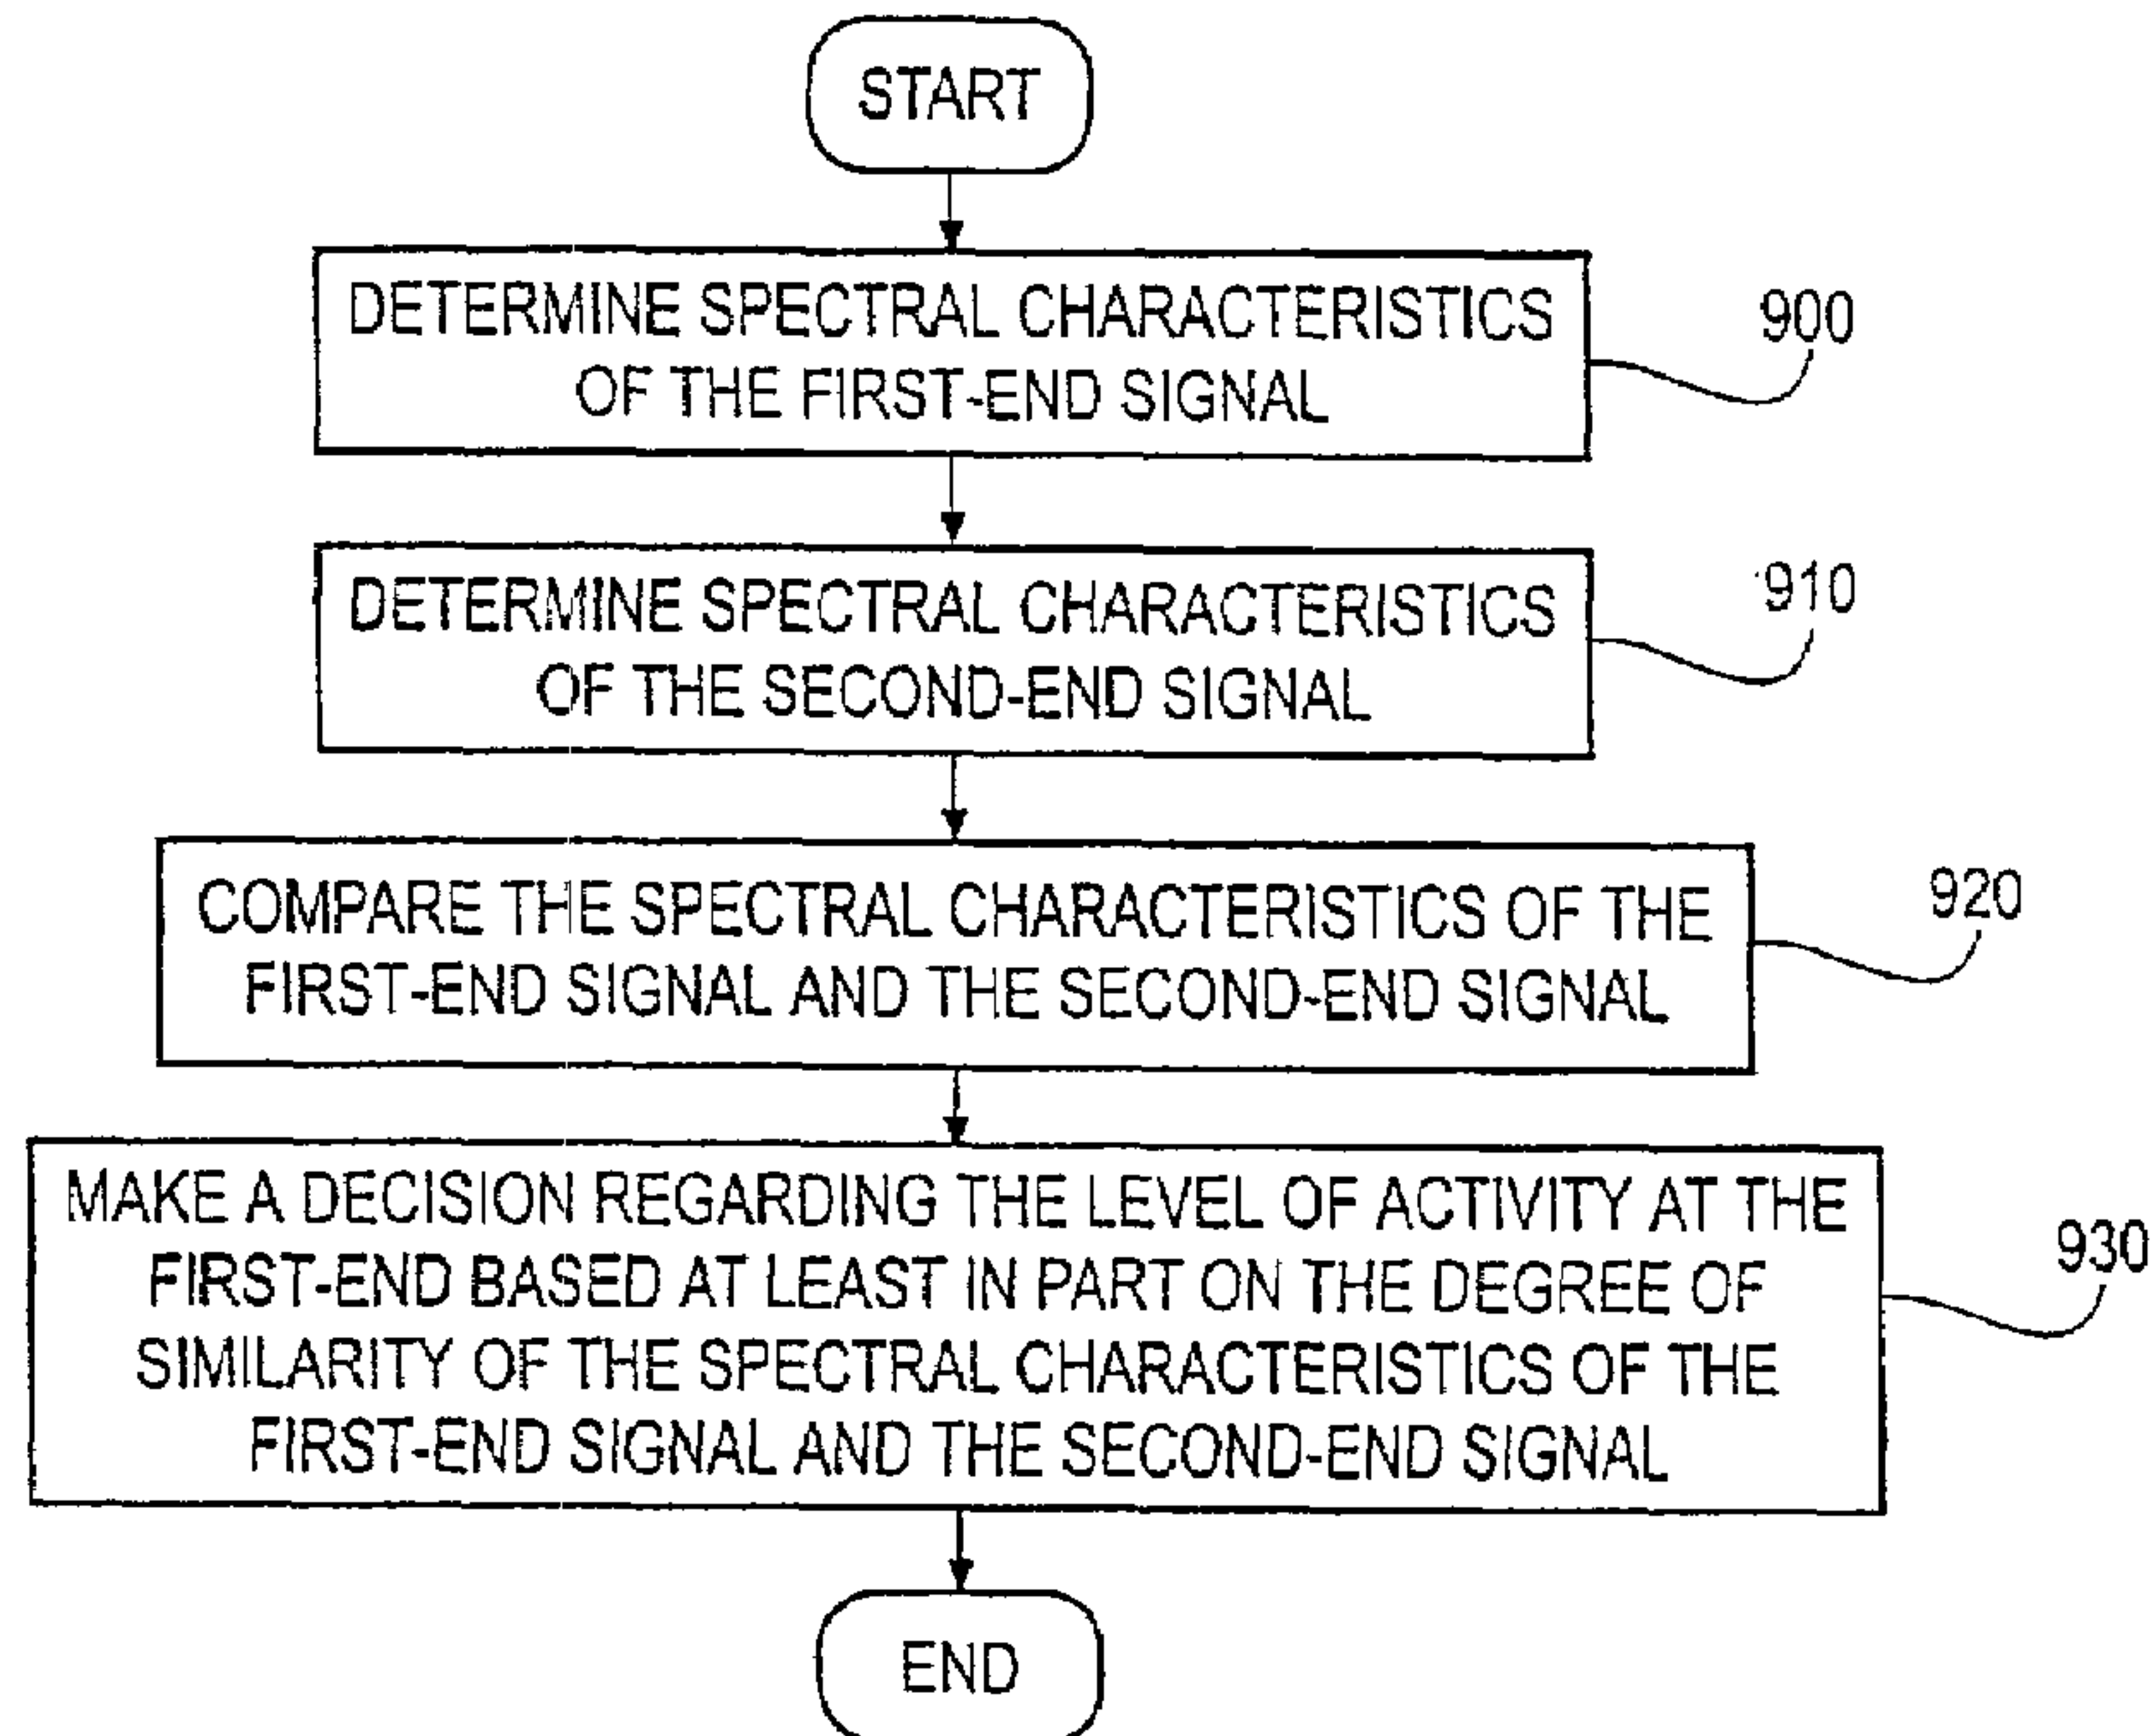 START
DETERMINE SPECTRAL CHARACTERISTICS
OF THE FIRST-END SIGNAL
900
DETERMINE SPECTRAL CHARACTERISTICS
OF THE SECOND-END SIGNAL
910
COMPARE THE SPECTRAL CHARACTERISTICS OF THE
FIRST-END SIGNAL AND THE SECOND-END SIGNAL
920
MAKE A DECISION REGARDING THE LEVEL OF ACTIVITY AT THE
FIRST-END BASED AT LEAST IN PART ON THE DEGREE OF
SIMILARITY OF THE SPECTRAL CHARACTERISTICS OF THE
FIRST-END SIGNAL AND THE SECOND-END SIGNAL
930
END